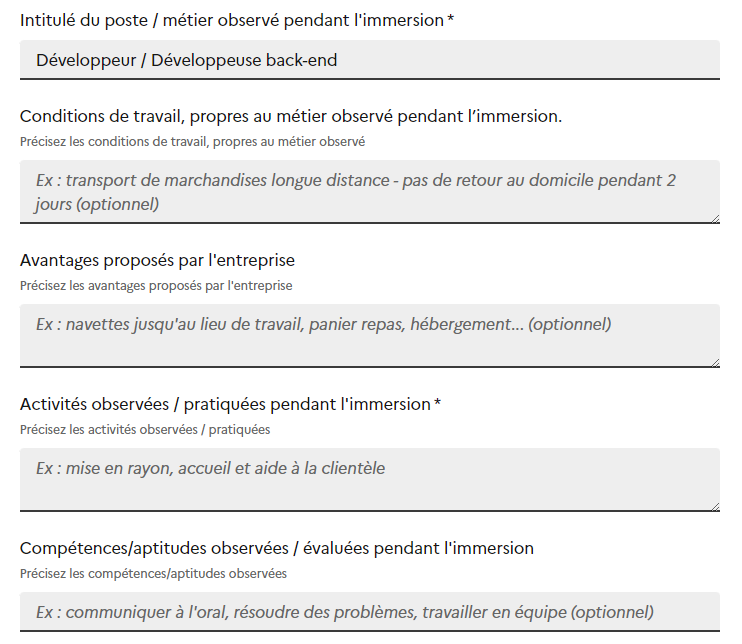 Intitulé du poste / métier observé pendant l'immersion *
Développeur / Développeuse back-end
Conditions de travail, propres au métier observé pendant l’immersion.
Précisez les conditions de travail, propres au métier observé
Ex : transport de marchandises longue distance - pas de retour au domicile pendant 2
jours (optionnel)
Avantages proposés par l'entreprise
Précisez les avantages proposés par l'entreprise
Ex : navettes jusqu'au lieu de travail, panier repas, hébergement... (optionnel)
Activités observées / pratiquées pendant l'immersion *
Précisez les activités observées / pratiquées
Ex : mise en rayon, accueil et aide à la clientèle
Compétences/aptitudes observées / évaluées pendant l'immersion
Précisez les compétences/aptitudes observées
Ex : communiquer à l'oral, résoudre des problèmes, travailler en équipe (optionnel)